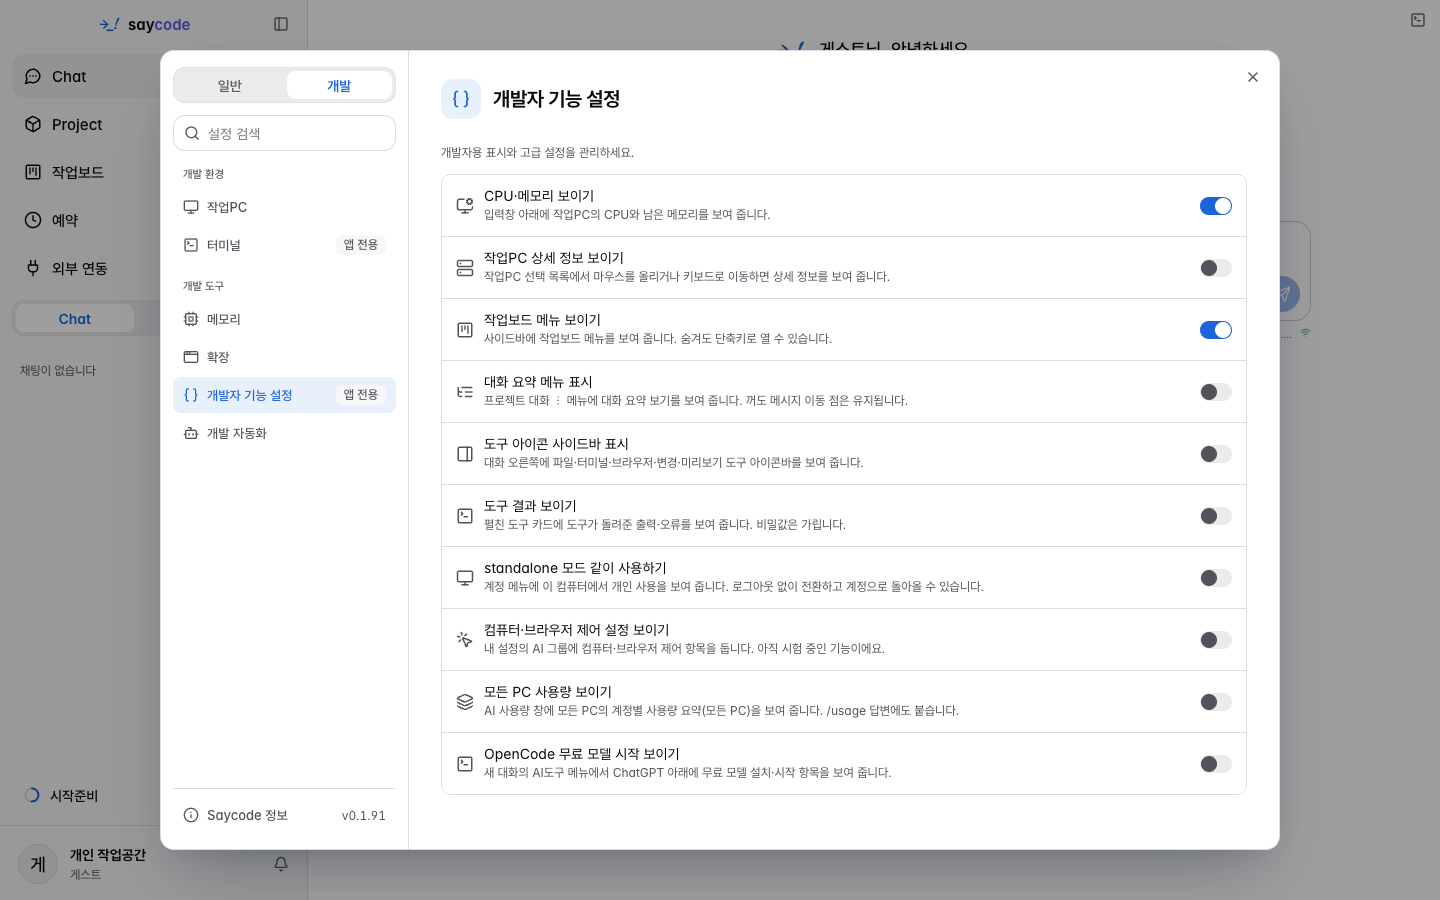 saycode
Chat
Project
작업보드
예약
외부 연동
Chat
채팅이 없습니다
시작준비
게
개인 작업공간
게스트
게스트님, 안녕하세요
일반
개발
설정 검색
개발 환경
작업PC
터미널
앱 전용
개발 도구
메모리
확장
개발자 기능 설정
앱 전용
개발 자동화
Saycode 정보
v0.1.91
개발자 기능 설정
개발자용 표시와 고급 설정을 관리하세요.
CPU·메모리 보이기
입력창 아래에 작업PC의 CPU와 남은 메모리를 보여 줍니다.
작업PC 상세 정보 보이기
작업PC 선택 목록에서 마우스를 올리거나 키보드로 이동하면 상세 정보를 보여 줍니다.
작업보드 메뉴 보이기
사이드바에 작업보드 메뉴를 보여 줍니다. 숨겨도 단축키로 열 수 있습니다.
대화 요약 메뉴 표시
프로젝트 대화 ⋮ 메뉴에 대화 요약 보기를 보여 줍니다. 꺼도 메시지 이동 점은 유지됩니다.
도구 아이콘 사이드바 표시
대화 오른쪽에 파일·터미널·브라우저·변경·미리보기 도구 아이콘바를 보여 줍니다.
도구 결과 보이기
펼친 도구 카드에 도구가 돌려준 출력·오류를 보여 줍니다. 비밀값은 가립니다.
standalone 모드 같이 사용하기
계정 메뉴에 이 컴퓨터에서 개인 사용을 보여 줍니다. 로그아웃 없이 전환하고 계정으로 돌아올 수 있습니다.
컴퓨터·브라우저 제어 설정 보이기
내 설정의 AI 그룹에 컴퓨터·브라우저 제어 항목을 둡니다. 아직 시험 중인 기능이에요.
모든 PC 사용량 보이기
AI 사용량 창에 모든 PC의 계정별 사용량 요약(모든 PC)을 보여 줍니다. /usage 답변에도 붙습니다.
OpenCode 무료 모델 시작 보이기
새 대화의 AI도구 메뉴에서 ChatGPT 아래에 무료 모델 설치·시작 항목을 보여 줍니다.